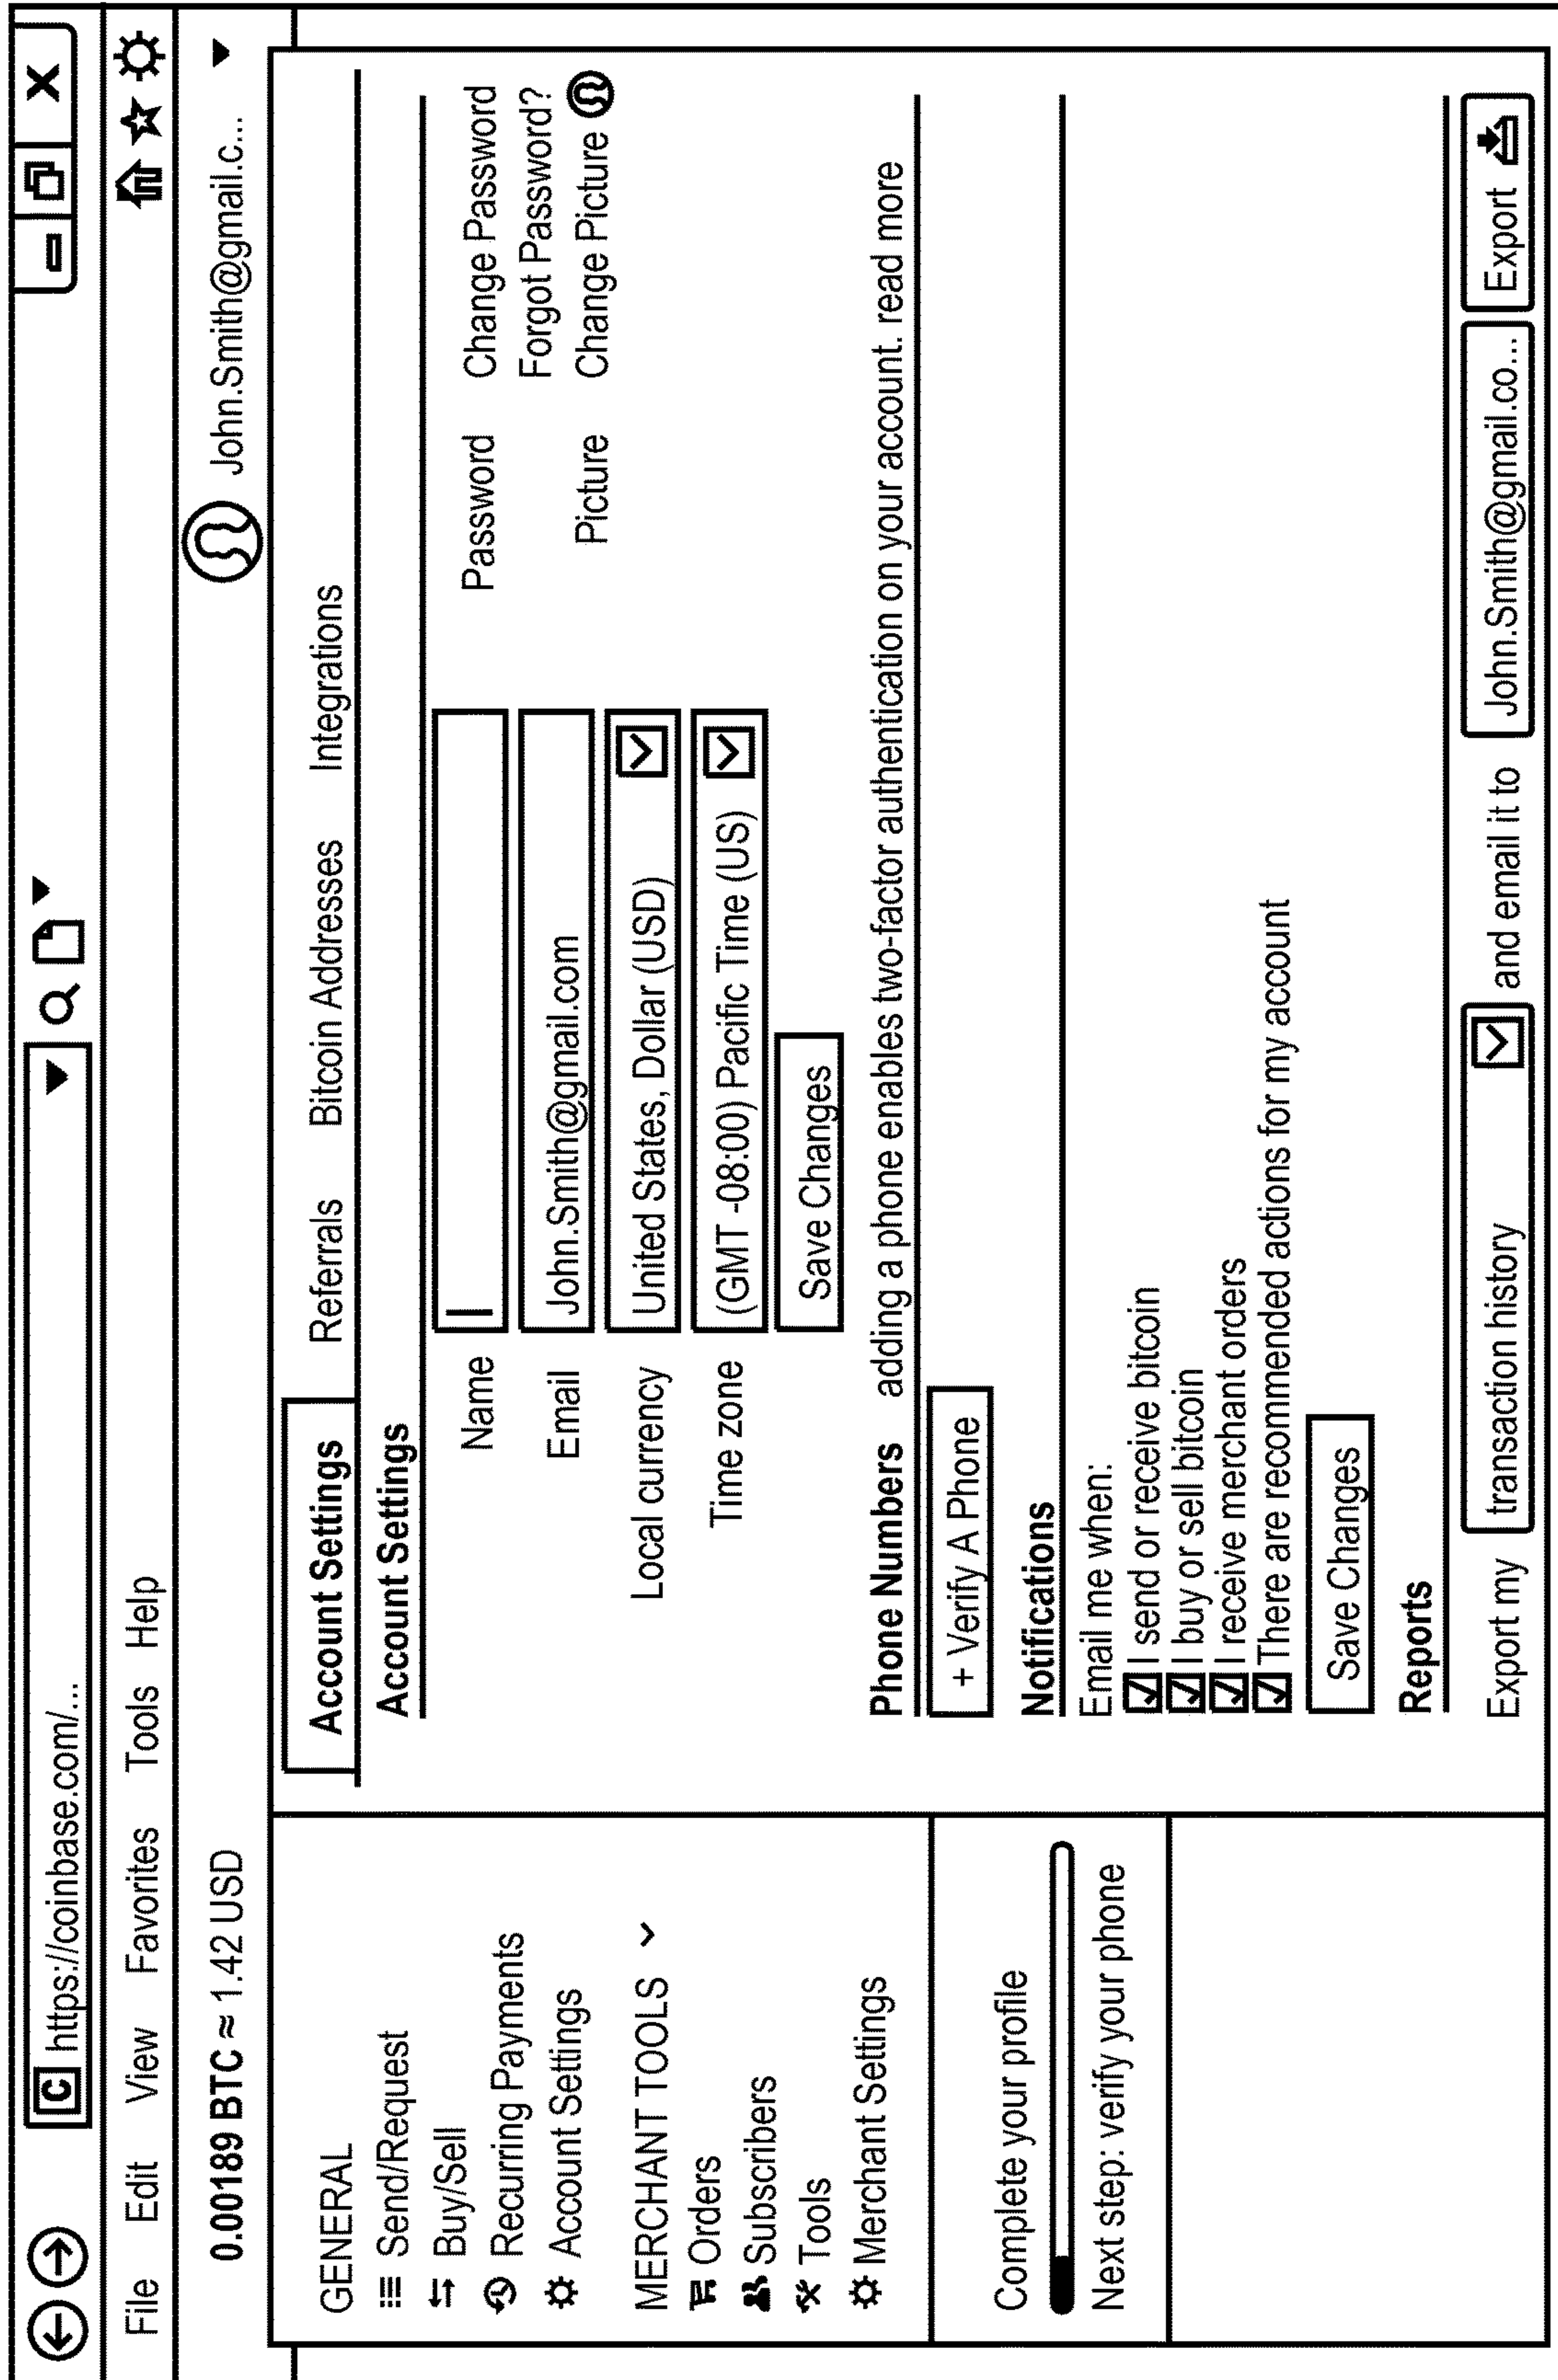 https://coinbase.com/...
X
File Edit View Favorites Tools Help
0.00189 BTC ≈ 1.42 USD
John.Smith@gmail.c...
GENERAL
Send/Request
Buy/Sell
Recurring Payments
Account Settings
MERCHANT TOOLS
Orders
Subscribers
Tools
Merchant Settings
Complete your profile
Next step: verify your phone
Account Settings Referrals Bitcoin Addresses Integrations
Account Settings
Name
Password Change Password
Forgot Password?
Email John.Smith@gmail.com
Picture Change Picture
Local currency United States, Dollar (USD)
Time zone (GMT -08:00) Pacific Time (US)
Save Changes
Phone Numbers adding a phone enables two-factor authentication on your account. read more
+ Verify A Phone
Notifications
Email me when:
I send or receive bitcoin
I buy or sell bitcoin
I receive merchant orders
There are recommended actions for my account
Save Changes
Reports
Export my transaction history and email it to John.Smith@gmail.co... Export